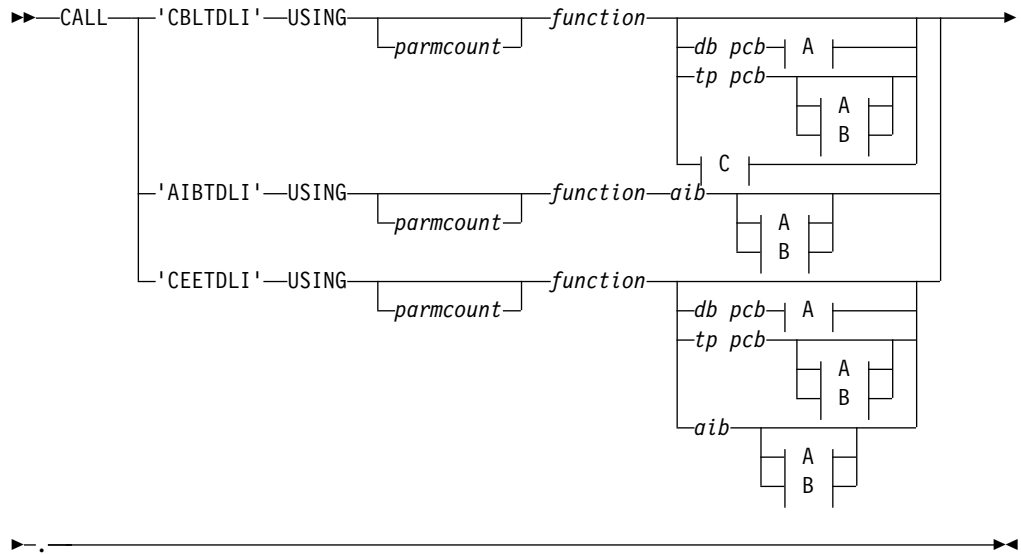 CALL 'CBLTDLI' USING parmcount function
db pcb A
tp pcb A
B
C
'AIBTDLI' USING parmcount function aib A
B
'CEETDLI' USING parmcount function
db pcb A
tp pcb A
B
aib A
B
.